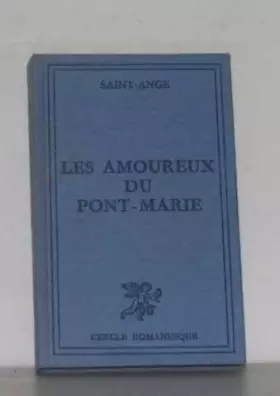 SAINT-ANGE
LES AMOUREUX
DU
PONT-MARIE
CERCLE ROMANESQUE